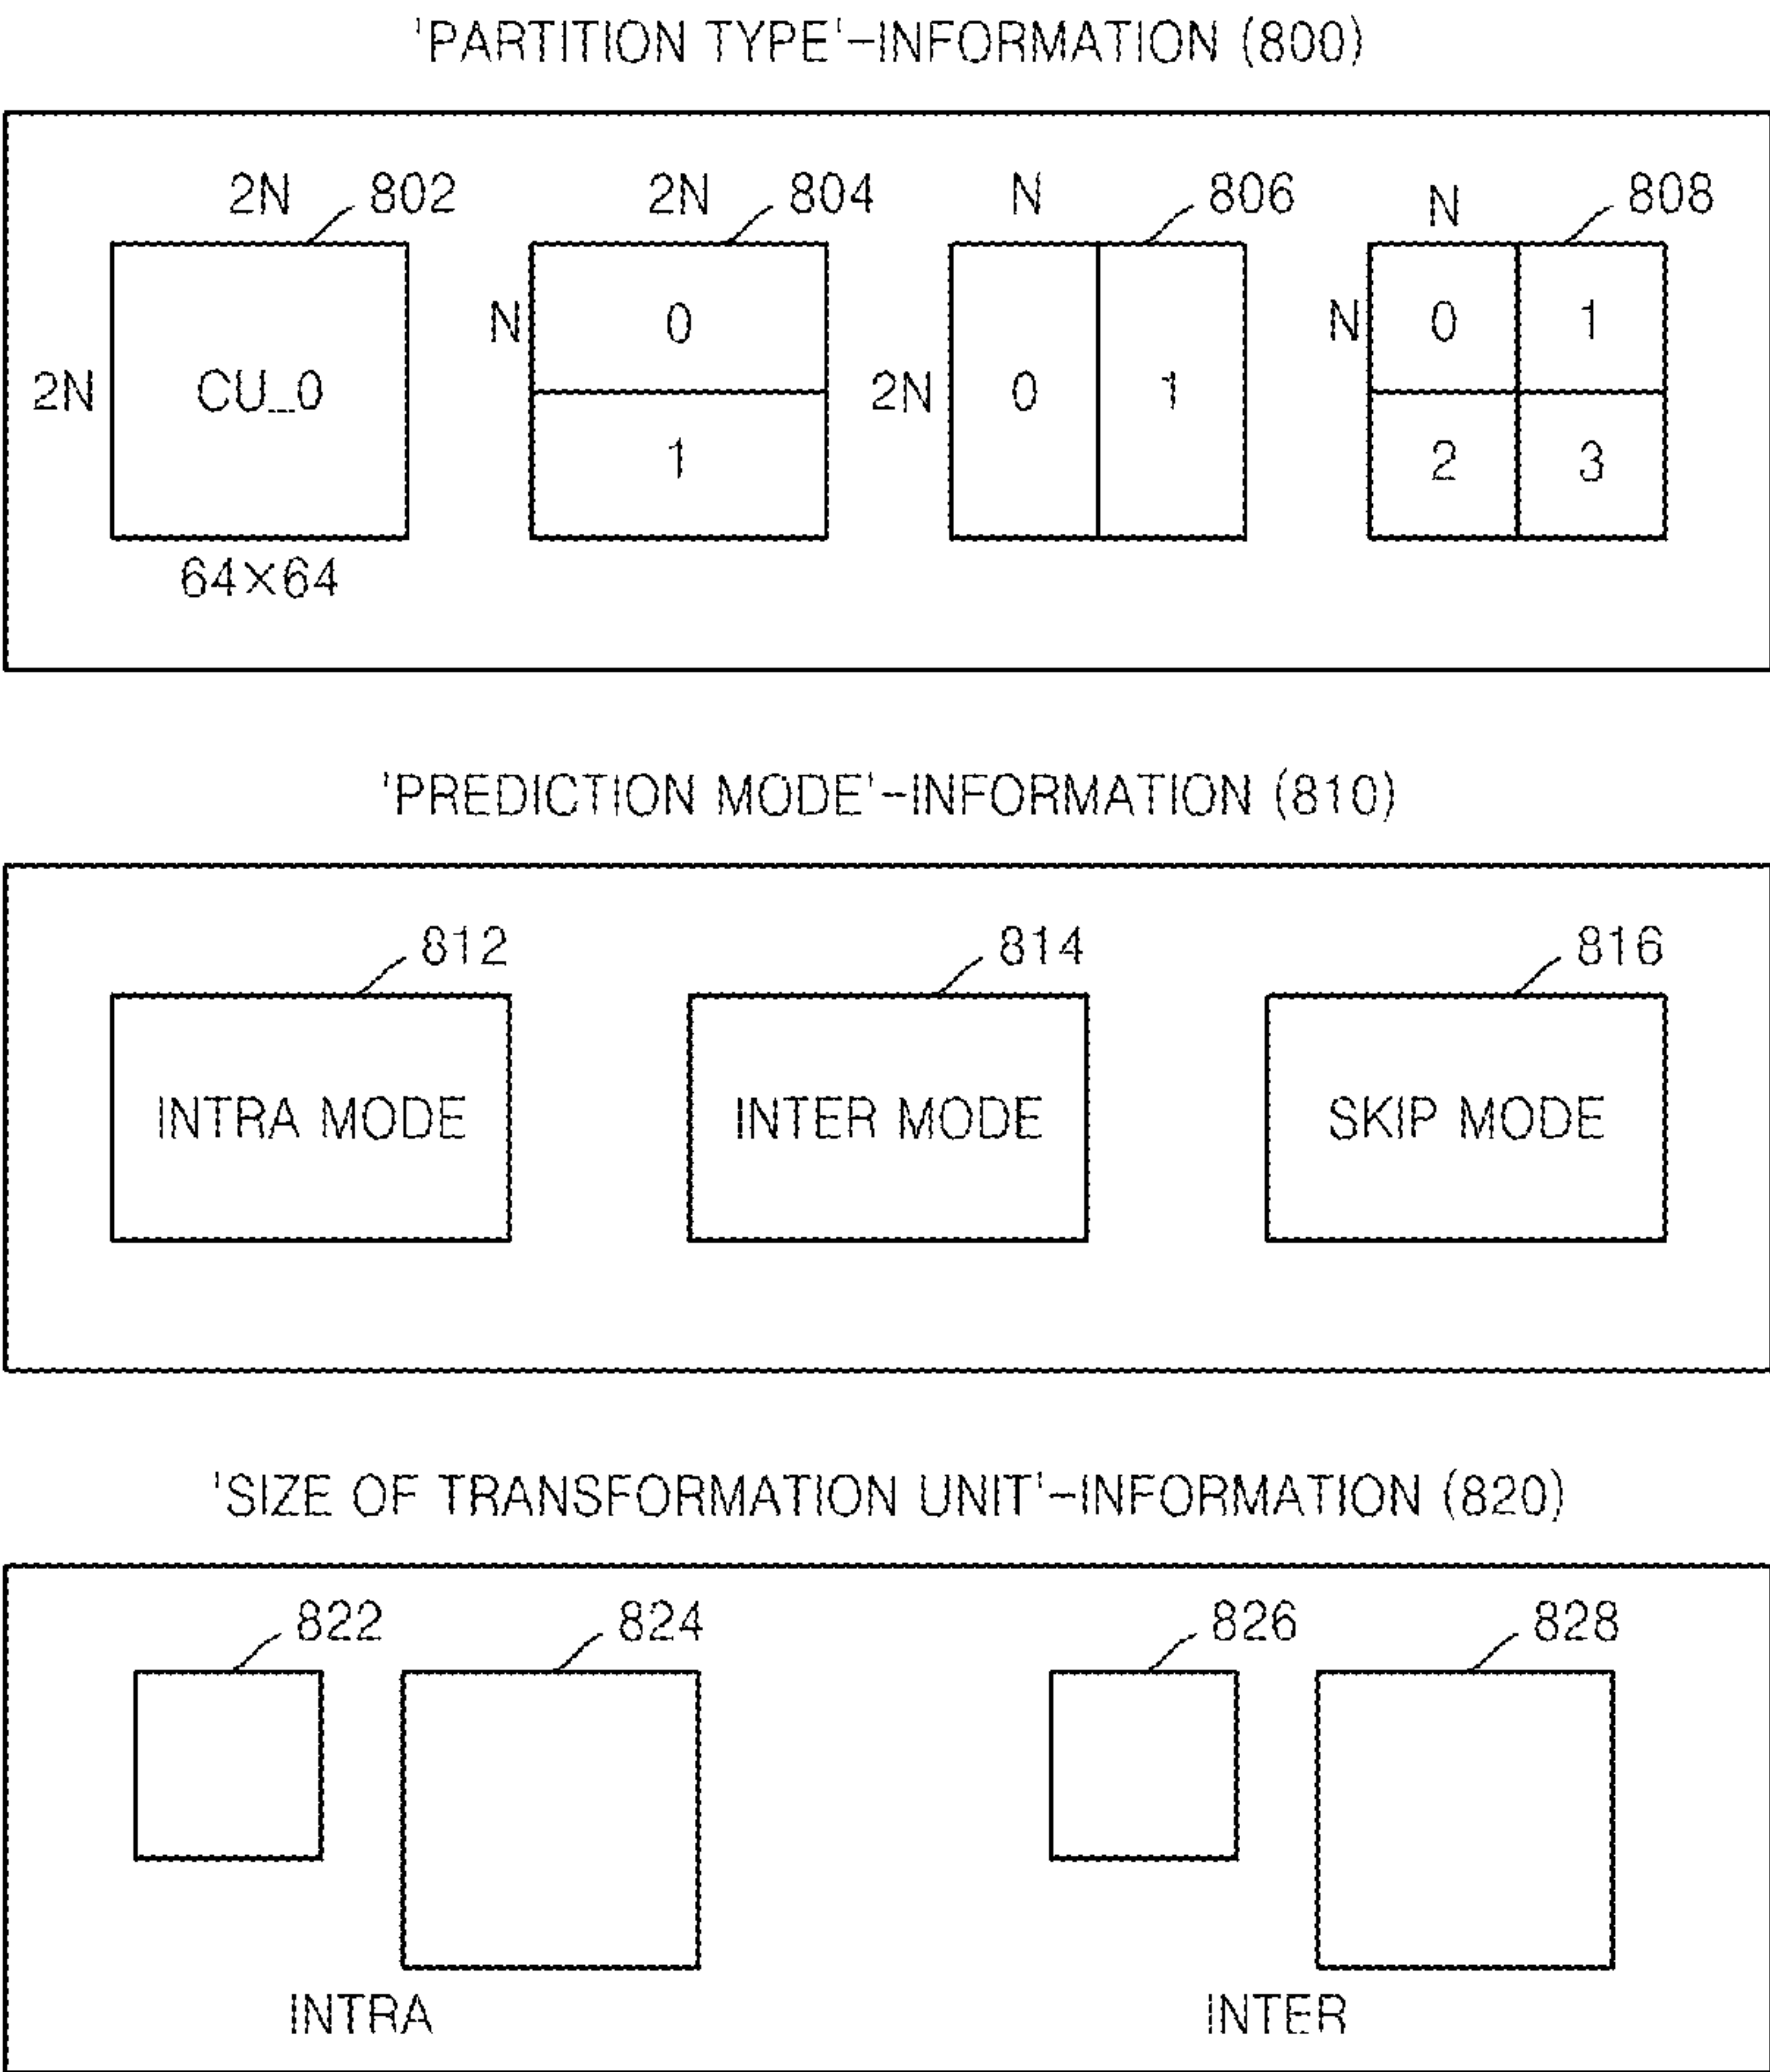 'PARTITION TYPE'-INFORMATION (800)
2N 802 2N 804 N 806 N 808
N 0 N 0 1
2N CU_0 2N 0 1
1 2 3
64×64
'PREDICTION MODE'-INFORMATION (810)
812 814 816
INTRA MODE INTER MODE SKIP MODE
'SIZE OF TRANSFORMATION UNIT'-INFORMATION (820)
822 824 826 828
INTRA INTER